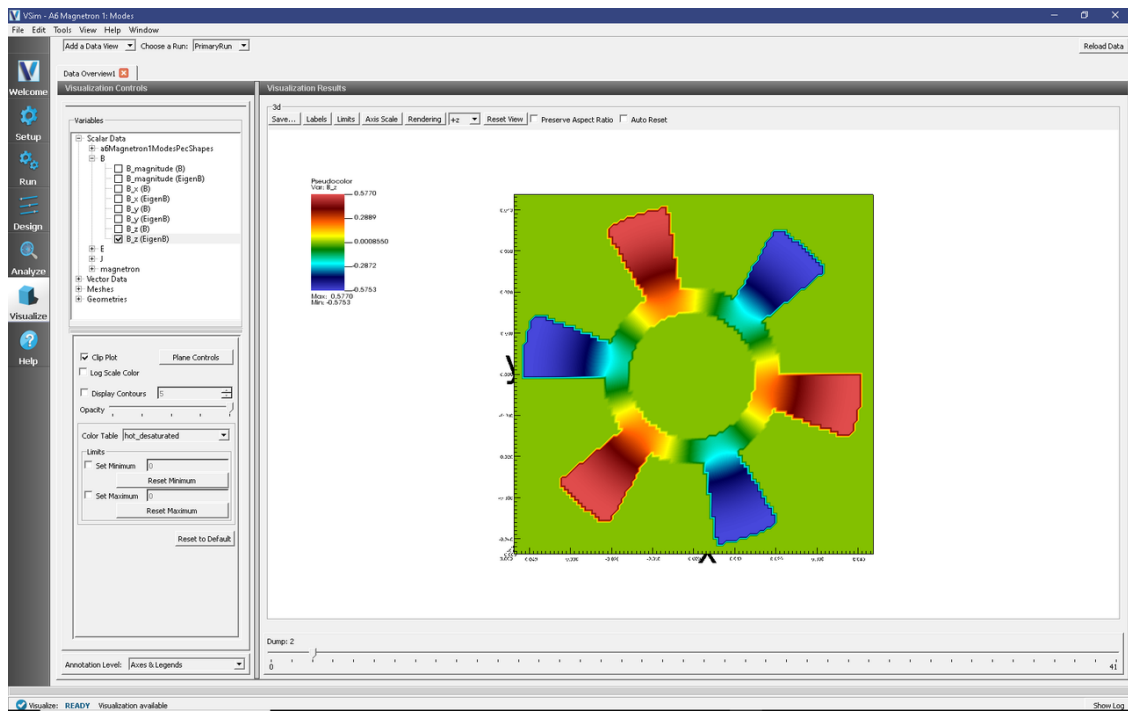 VSim - A6 Magnetron 1: Modes
File Edit Tools View Help Window
Add a Data View Choose a Run: PrimaryRun
Reload Data
Data Overview1
Welcome
Setup
Run
Design
Analyze
Visualize
Help
Visualization Controls
Variables
Scalar Data
a6Magnetron1ModesPecShapes
B
B_magnitude (B)
B_magnitude (EigenB)
B_x (B)
B_x (EigenB)
B_y (B)
B_y (EigenB)
B_z (B)
B_z (EigenB)
E
J
magnetron
Vector Data
Meshes
Geometries
Clip Plot Plane Controls
Log Scale Color
Display Contours 5
Opacity
Color Table hot_desaturated
Limits
Set Minimum 0
Reset Minimum
Set Maximum 0
Reset Maximum
Reset to Default
Annotation Level: Axes & Legends
Visualization Results
3d
Save... Labels Limits Axis Scale Rendering +z Reset View Preserve Aspect Ratio Auto Reset
Pseudocolor
Var: B_z
0.5770
0.2889
0.0008550
-0.2872
-0.5753
Max: 0.5770
Min: -0.5753
Dump: 2
0
41
Visualize: READY Visualization available
Show Log